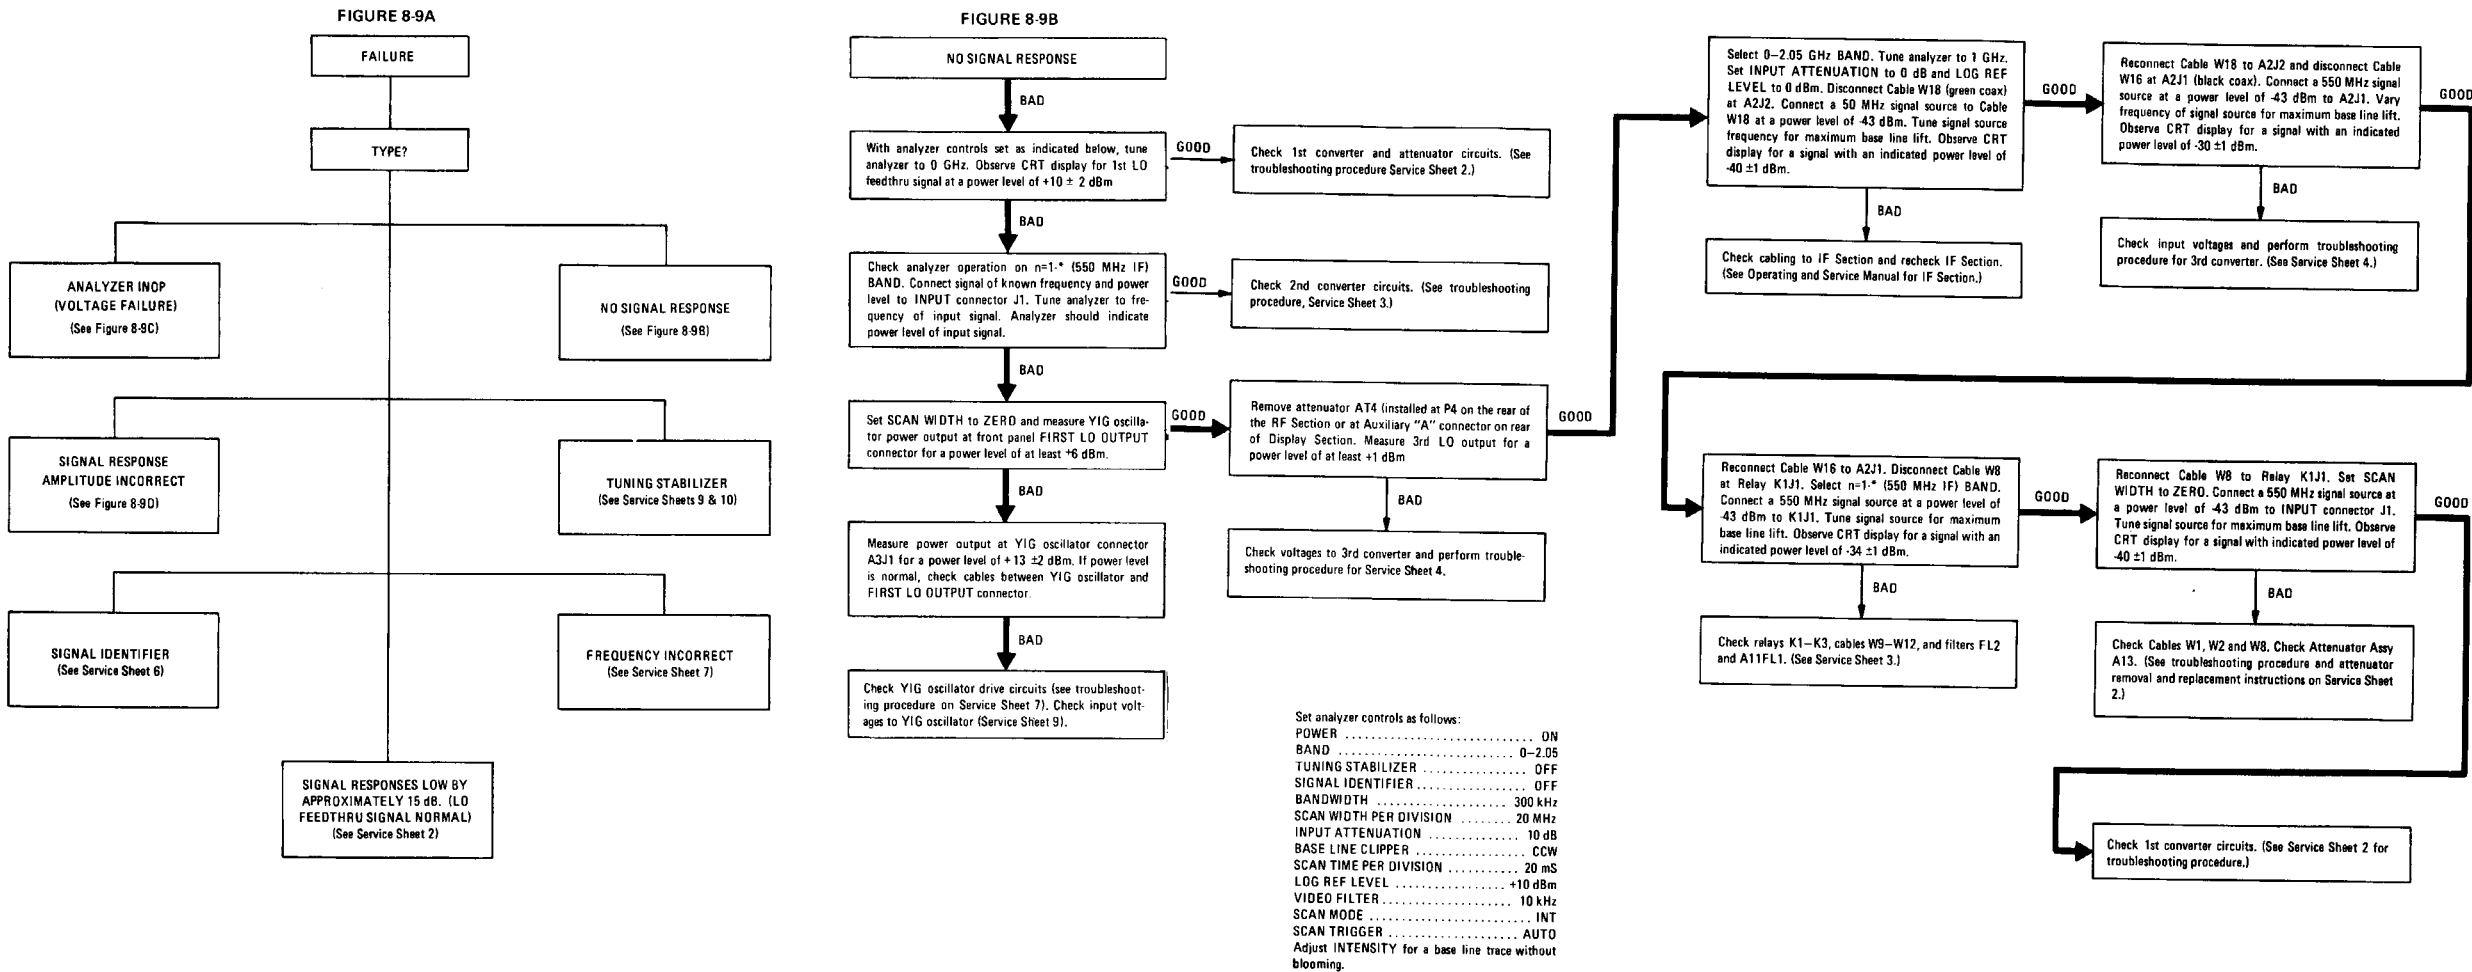 FIGURE 8-9A
FAILURE
TYPE?
ANALYZER INOP
(VOLTAGE FAILURE)
(See Figure 8-9C)
NO SIGNAL RESPONSE
(See Figure 8-9B)
SIGNAL RESPONSE
AMPLITUDE INCORRECT
(See Figure 8-9D)
TUNING STABILIZER
(See Service Sheets 9 & 10)
SIGNAL IDENTIFIER
(See Service Sheet 6)
FREQUENCY INCORRECT
(See Service Sheet 7)
SIGNAL RESPONSES LOW BY
APPROXIMATELY 15 dB. (LO
FEEDTHRU SIGNAL NORMAL)
(See Service Sheet 2)
FIGURE 8-9B
NO SIGNAL RESPONSE
BAD
With analyzer controls set as indicated below, tune
analyzer to 0 GHz. Observe CRT display for 1st LO
feedthru signal at a power level of +10 ± 2 dBm
GOOD
Check 1st converter and attenuator circuits. (See
troubleshooting procedure Service Sheet 2.)
BAD
Check analyzer operation on n=1-* (550 MHz IF)
BAND. Connect signal of known frequency and power
level to INPUT connector J1. Tune analyzer to fre-
quency of input signal. Analyzer should indicate
power level of input signal.
GOOD
Check 2nd converter circuits. (See troubleshooting
procedure, Service Sheet 3.)
BAD
Set SCAN WIDTH to ZERO and measure YIG oscilla-
tor power output at front panel FIRST LO OUTPUT
connector for a power level of at least +6 dBm.
GOOD
Remove attenuator AT4 (installed at P4 on the rear of
the RF Section or at Auxiliary "A" connector on rear
of Display Section. Measure 3rd LO output for a
power level of at least +1 dBm
GOOD
BAD
Check voltages to 3rd converter and perform trouble-
shooting procedure for Service Sheet 4.
BAD
Measure power output at YIG oscillator connector
A3J1 for a power level of +13 ±2 dBm. If power level
is normal, check cables between YIG oscillator and
FIRST LO OUTPUT connector.
BAD
Check YIG oscillator drive circuits (see troubleshoot-
ing procedure on Service Sheet 7). Check input volt-
ages to YIG oscillator (Service Sheet 9).
Select 0–2.05 GHz BAND. Tune analyzer to 1 GHz.
Set INPUT ATTENUATION to 0 dB and LOG REF
LEVEL to 0 dBm. Disconnect Cable W18 (green coax)
at A2J2. Connect a 50 MHz signal source to Cable
W18 at a power level of -43 dBm. Tune signal source
frequency for maximum base line lift. Observe CRT
display for a signal with an indicated power level of
-40 ±1 dBm.
GOOD
BAD
Check cabling to IF Section and recheck IF Section.
(See Operating and Service Manual for IF Section.)
Reconnect Cable W18 to A2J2 and disconnect Cable
W16 at A2J1 (black coax). Connect a 550 MHz signal
source at a power level of -43 dBm to A2J1. Vary
frequency of signal source for maximum base line lift.
Observe CRT display for a signal with an indicated
power level of -30 ±1 dBm.
GOOD
BAD
Check input voltages and perform troubleshooting
procedure for 3rd converter. (See Service Sheet 4.)
Reconnect Cable W16 to A2J1. Disconnect Cable W8
at Relay K1J1. Select n=1-* (550 MHz IF) BAND.
Connect a 550 MHz signal source at a power level of
-43 dBm to K1J1. Tune signal source for maximum
base line lift. Observe CRT display for a signal with an
indicated power level of -34 ±1 dBm.
GOOD
BAD
Check relays K1–K3, cables W9–W12, and filters FL2
and A11FL1. (See Service Sheet 3.)
Reconnect Cable W8 to Relay K1J1. Set SCAN
WIDTH to ZERO. Connect a 550 MHz signal source at
a power level of -43 dBm to INPUT connector J1.
Tune signal source for maximum base line lift. Observe
CRT display for a signal with indicated power level of
-40 ±1 dBm.
GOOD
BAD
Check Cables W1, W2 and W8. Check Attenuator Assy
A13. (See troubleshooting procedure and attenuator
removal and replacement instructions on Service Sheet
2.)
Check 1st converter circuits. (See Service Sheet 2 for
troubleshooting procedure.)
Set analyzer controls as follows:
POWER ........................... ON
BAND ...................... 0–2.05
TUNING STABILIZER ............. OFF
SIGNAL IDENTIFIER .............. OFF
BANDWIDTH ................... 300 kHz
SCAN WIDTH PER DIVISION ........ 20 MHz
INPUT ATTENUATION ............. 10 dB
BASE LINE CLIPPER ............... CCW
SCAN TIME PER DIVISION ........... 20 mS
LOG REF LEVEL ................ +10 dBm
VIDEO FILTER ................... 10 kHz
SCAN MODE ....................... INT
SCAN TRIGGER .................... AUTO
Adjust INTENSITY for a base line trace without
blooming.